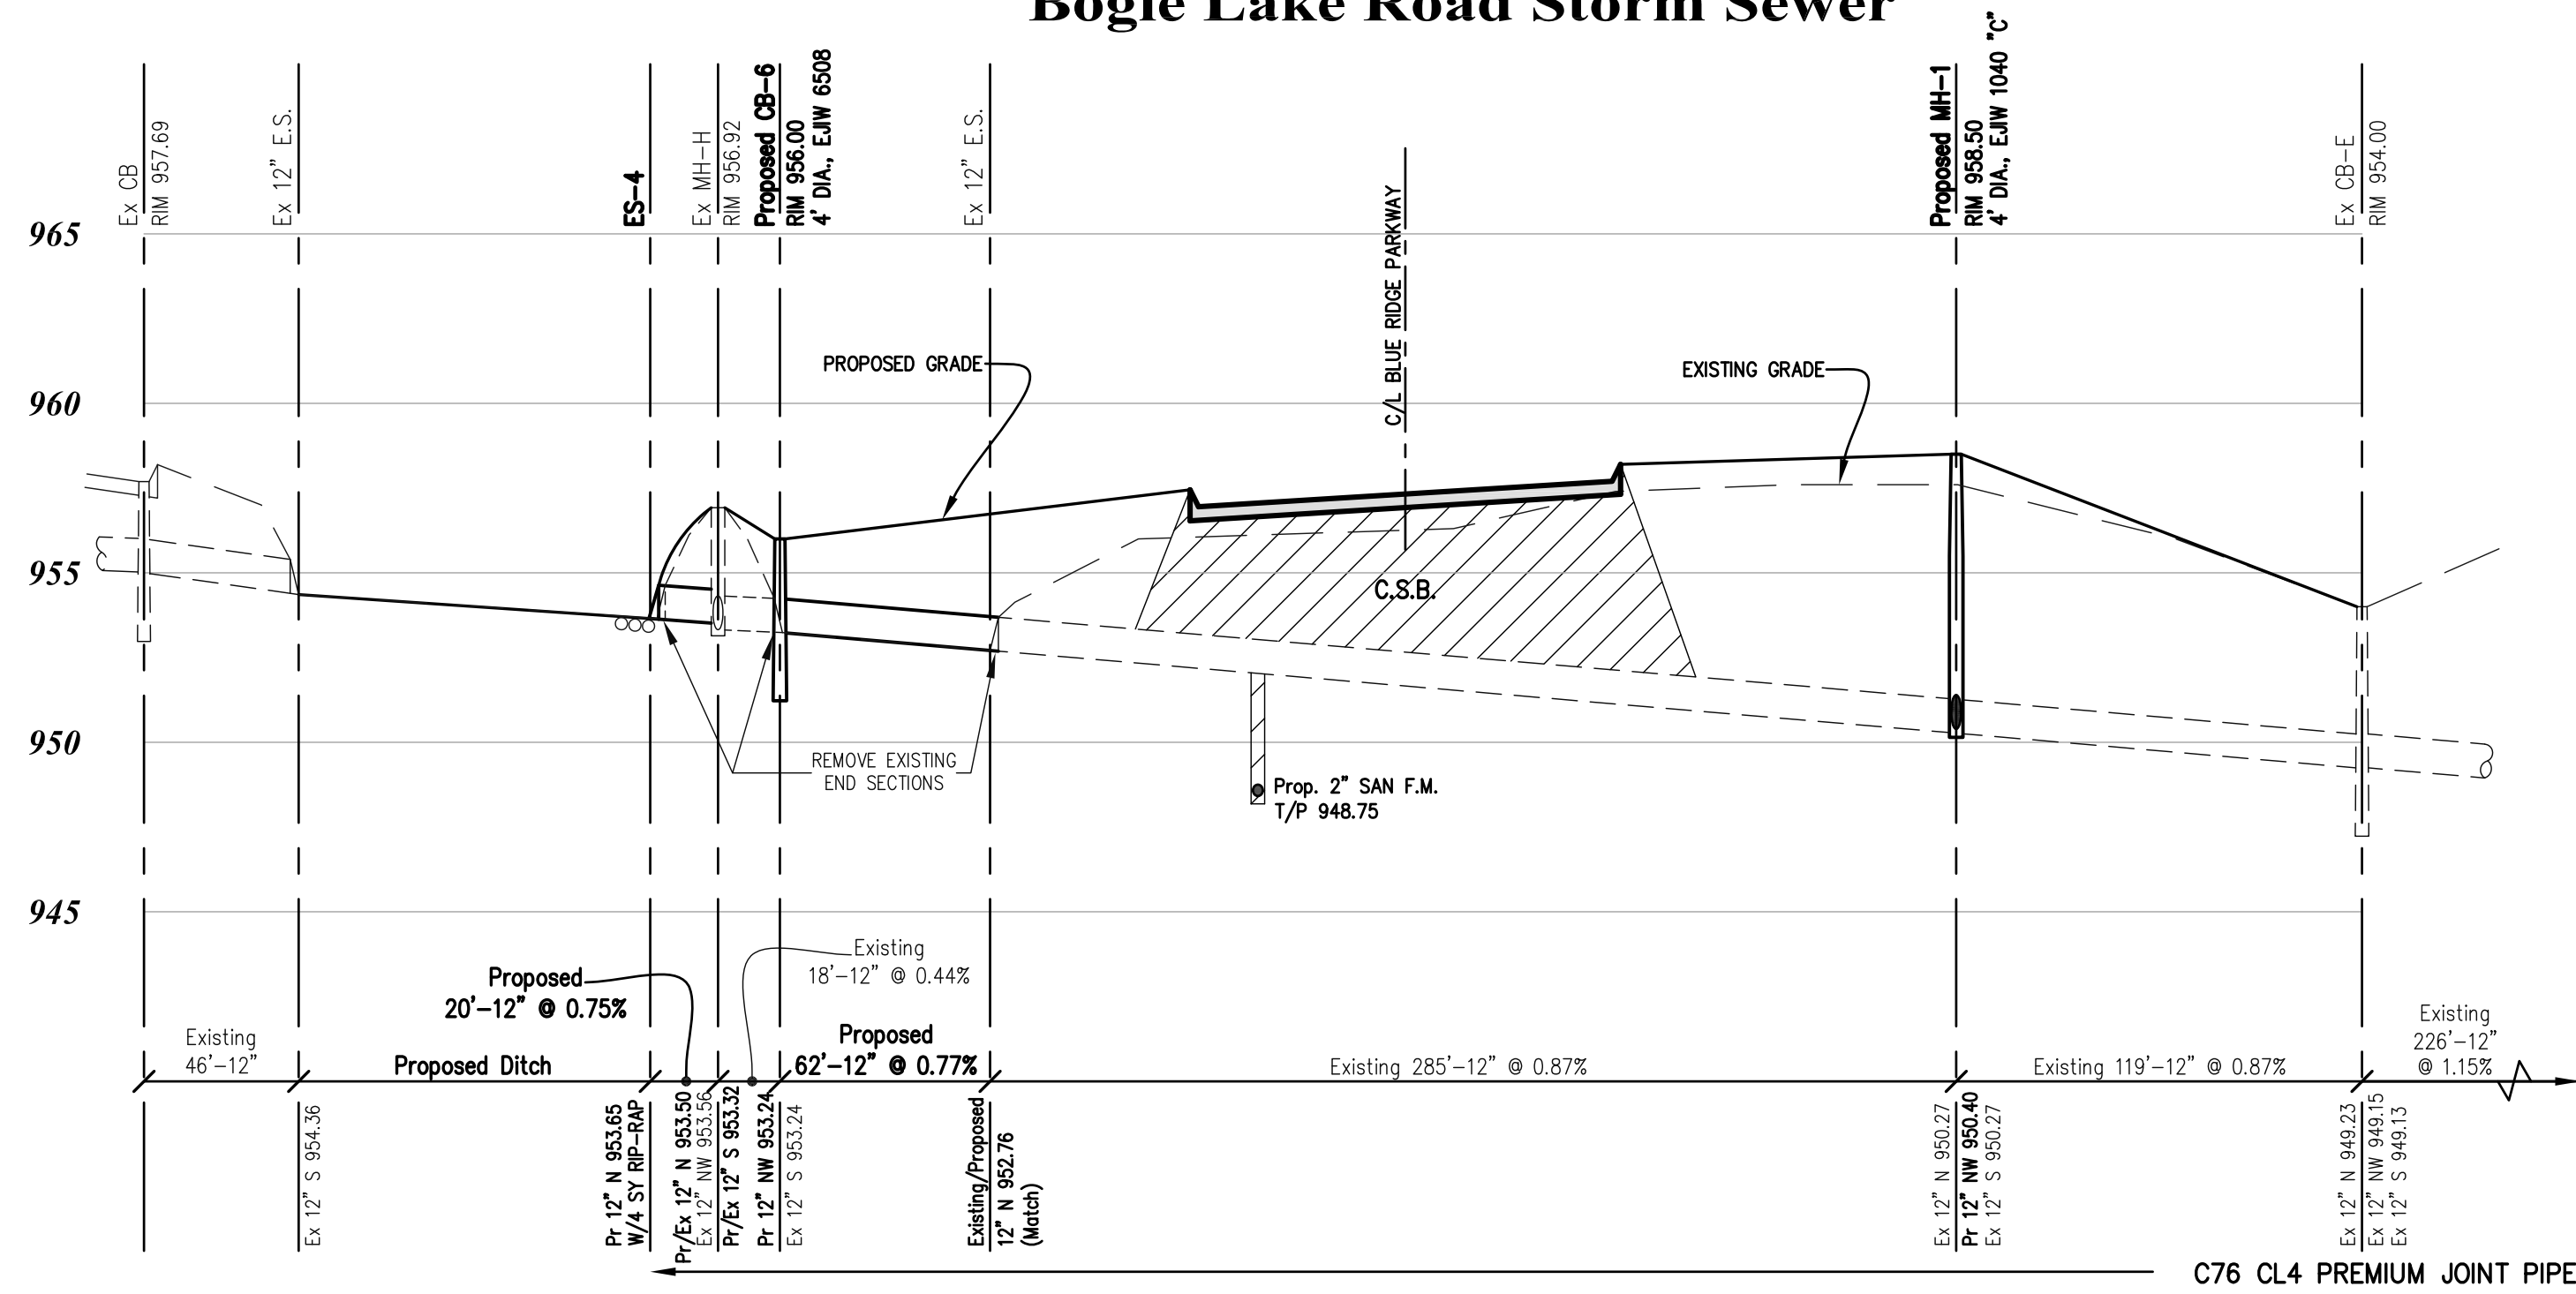 Bogie Lake Road Storm Sewer
Ex CB
RIM 957.69
Ex 12" E.S.
ES-4
Ex MH-H
RIM 956.92
Proposed CB-6
RIM 956.00
4' DIA., EJIW 6508
Ex 12" E.S.
C/L BLUE RIDGE PARKWAY
Proposed MH-1
RIM 958.50
4' DIA., EJIW 1040 "C"
Ex CB-E
RIM 954.00
965
960
955
950
945
PROPOSED GRADE
EXISTING GRADE
C.S.B.
REMOVE EXISTING
END SECTIONS
Prop. 2" SAN F.M.
T/P 948.75
Existing
46'-12"
Proposed Ditch
Proposed
20'-12" @ 0.75%
Existing
18'-12" @ 0.44%
Proposed
62'-12" @ 0.77%
Existing 285'-12" @ 0.87%
Existing 119'-12" @ 0.87%
Existing
226'-12"
@ 1.15%
Ex 12" S 954.36
Pr 12" N 953.65
W/4 SY RIP-RAP
Pr/Ex 12" N 953.50
Ex 12" NW 953.56
Pr/Ex 12" S 953.32
Pr 12" NW 953.24
Ex 12" S 953.24
Existing/Proposed
12" N 952.76
(Match)
Ex 12" N 950.27
Pr 12" NW 950.40
Ex 12" S 950.27
Ex 12" N 949.23
Ex 12" NW 949.15
Ex 12" S 949.13
C76 CL4 PREMIUM JOINT PIPE